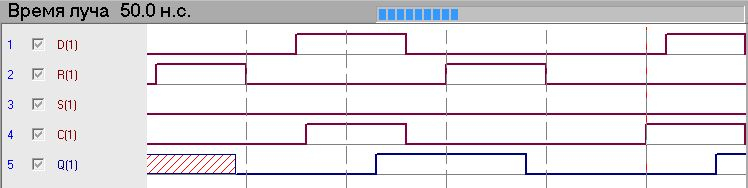 Время луча 50.0 н.с.
1 D(1)
2 R(1)
3 S(1)
4 C(1)
5 Q(1)